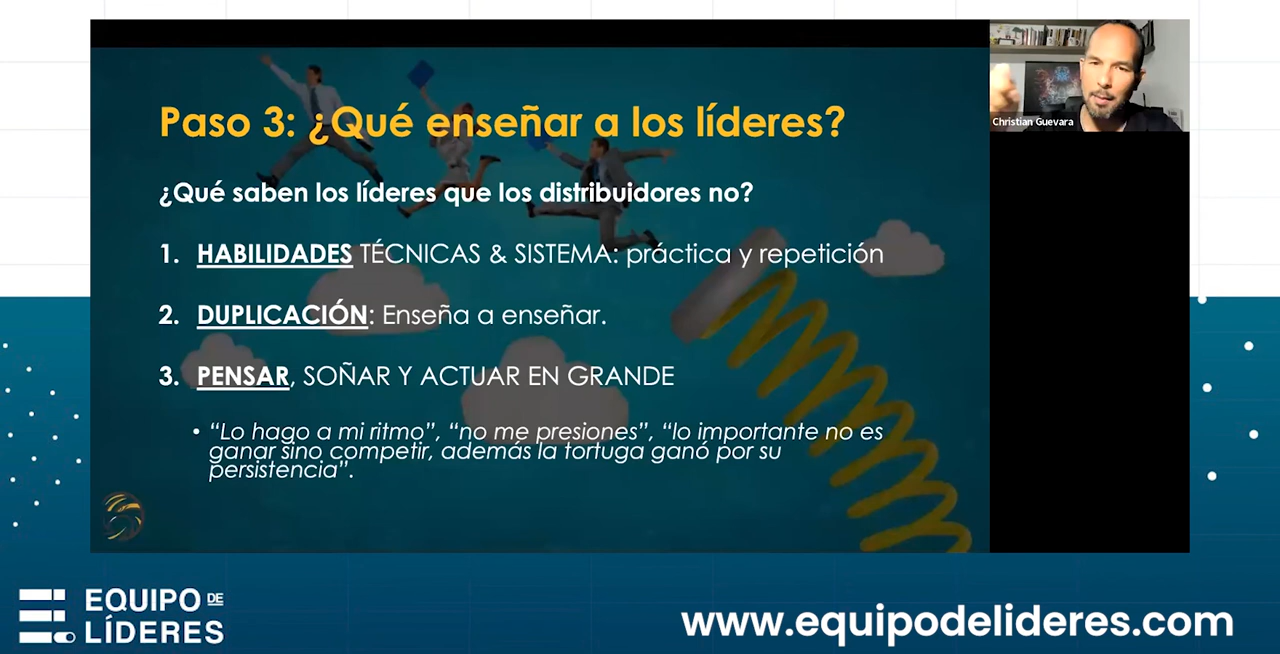 Paso 3: ¿Qué enseñar a los líderes?
¿Qué saben los líderes que los distribuidores no?
1. HABILIDADES TÉCNICAS & SISTEMA: práctica y repetición
2. DUPLICACIÓN: Enseña a enseñar.
3. PENSAR, SOÑAR Y ACTUAR EN GRANDE
• “Lo hago a mi ritmo”, “no me presiones”, “lo importante no es
ganar sino competir, además la tortuga ganó por su
persistencia”.
Christian Guevara
EQUIPO DE
LÍDERES
www.equipodelideres.com